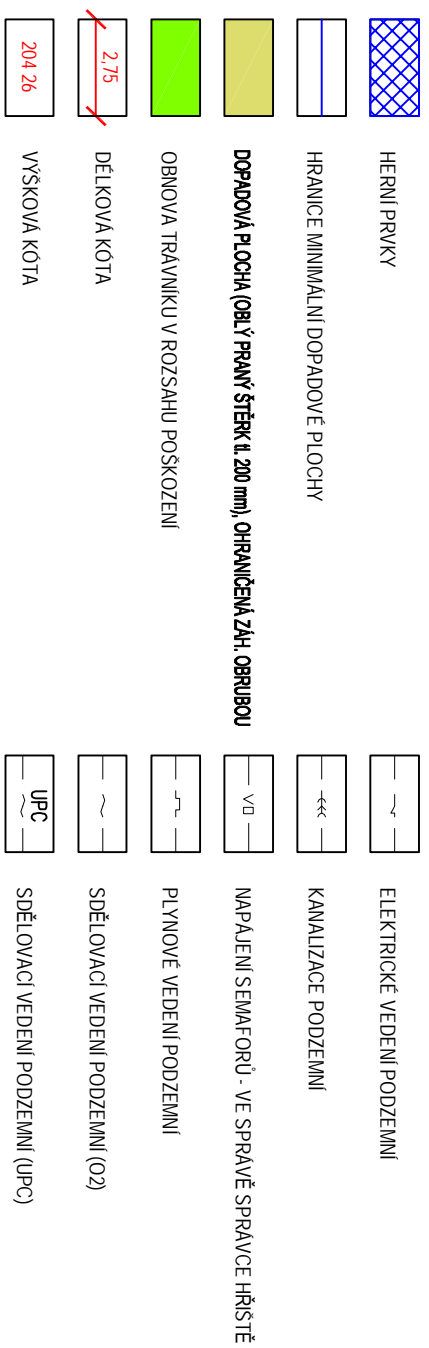 HERNÍ PRVKY
HRANICE MINIMÁLNÍ DOPADOVÉ PLOCHY
DOPADOVÁ PLOCHA (OBLÝ PRANÝ ŠTĚRK tl. 200 mm), OHRANIČENÁ ZÁH. OBRUBOU
OBNOVA TRÁVNÍKU V ROZSAHU POŠKOZENÍ
2,75
DÉLKOVÁ KÓTA
204 26
VÝŠKOVÁ KÓTA
ELEKTRICKÉ VEDENÍ PODZEMNÍ
KANALIZACE PODZEMNÍ
NAPÁJENÍ SEMAFORŮ - VE SPRÁVĚ SPRÁVCE HŘIŠTĚ
PLYNOVÉ VEDENÍ PODZEMNÍ
SDĚLOVACÍ VEDENÍ PODZEMNÍ (O2)
UPC
SDĚLOVACÍ VEDENÍ PODZEMNÍ (UPC)